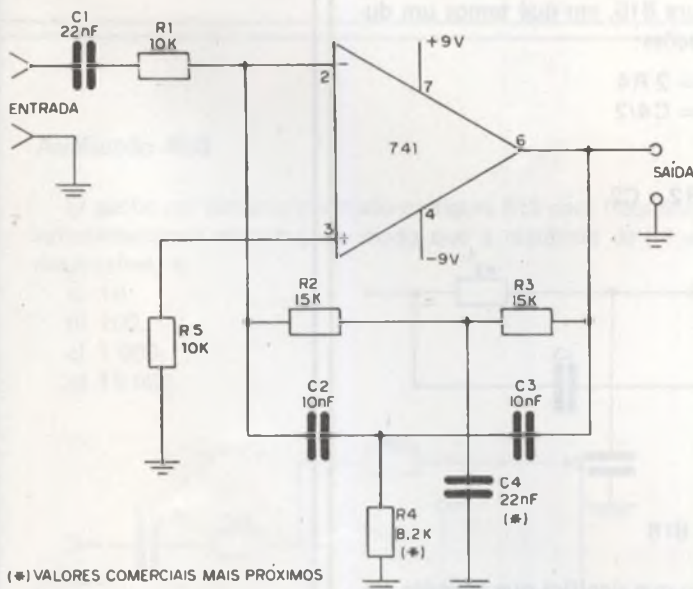 C1
22nF
R1
10K
ENTRADA
2
-
3
+
741
7
+9V
4
-9V
6
SAÍDA
R5
10K
R2
15K
R3
15K
C2
10nF
C3
10nF
R4
8,2K
(*)
C4
22nF
(*)
(*) VALORES COMERCIAIS MAIS PRÓXIMOS